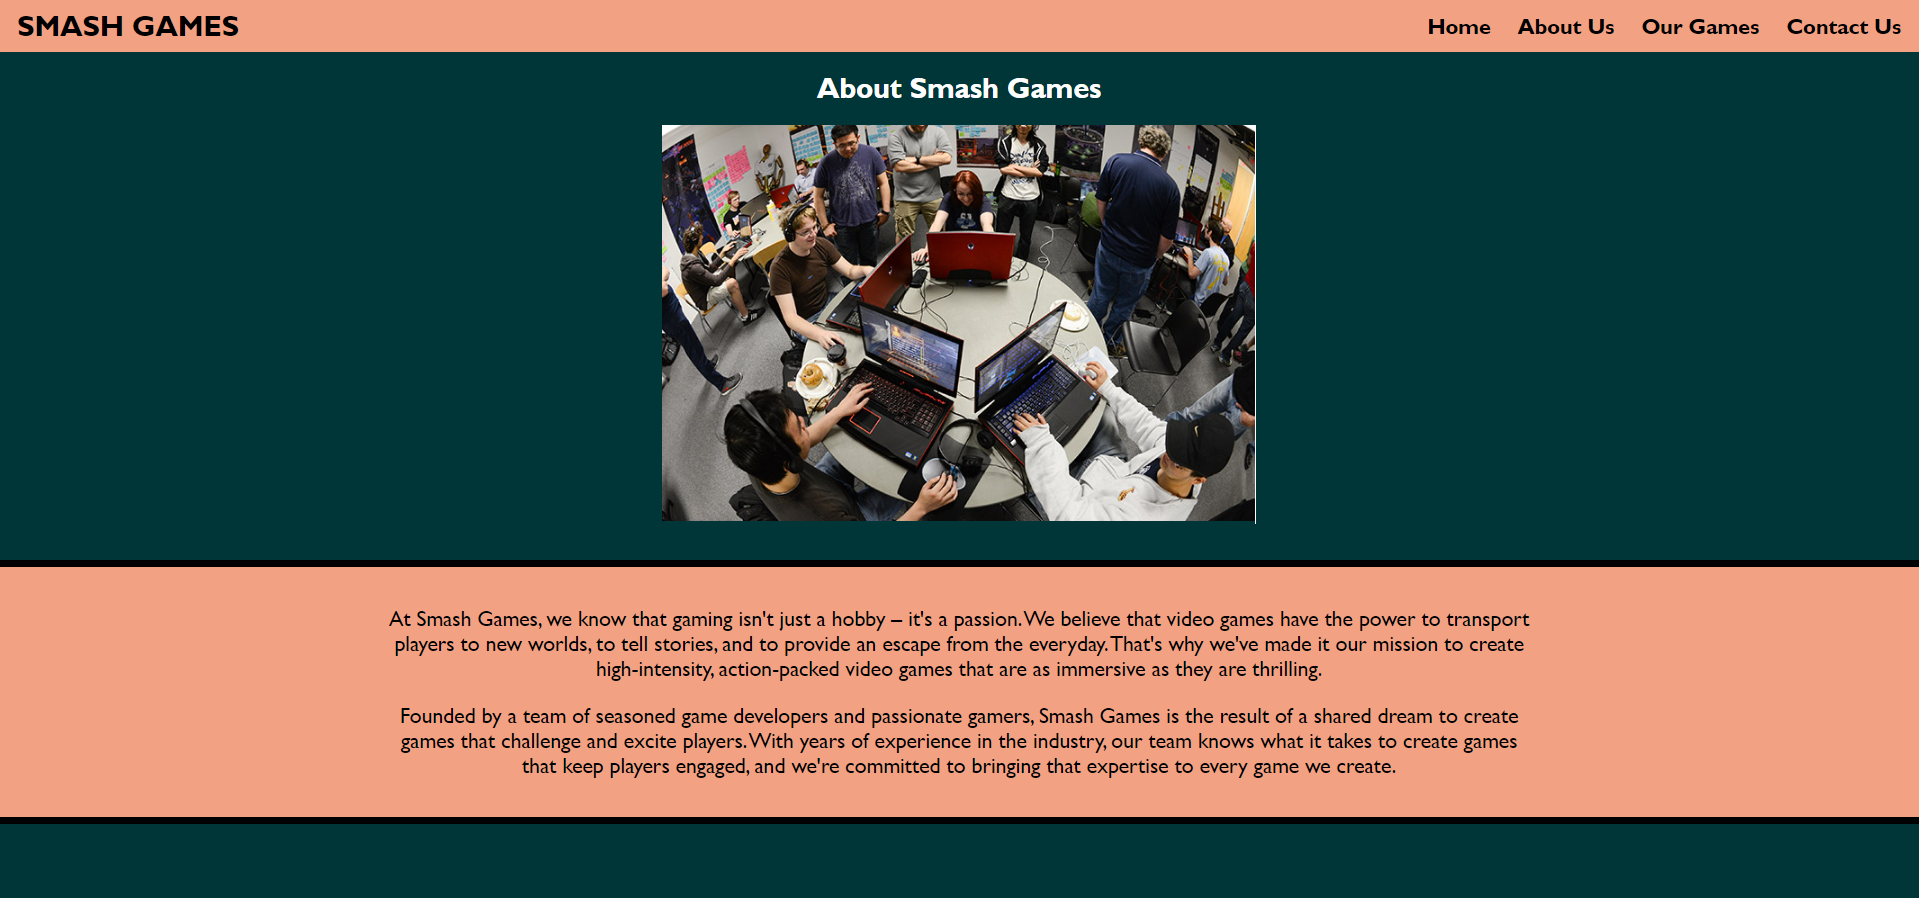 SMASH GAMES
Home About Us Our Games Contact Us
About Smash Games
At Smash Games, we know that gaming isn't just a hobby – it's a passion. We believe that video games have the power to transport
players to new worlds, to tell stories, and to provide an escape from the everyday. That's why we've made it our mission to create
high-intensity, action-packed video games that are as immersive as they are thrilling.
Founded by a team of seasoned game developers and passionate gamers, Smash Games is the result of a shared dream to create
games that challenge and excite players. With years of experience in the industry, our team knows what it takes to create games
that keep players engaged, and we're committed to bringing that expertise to every game we create.